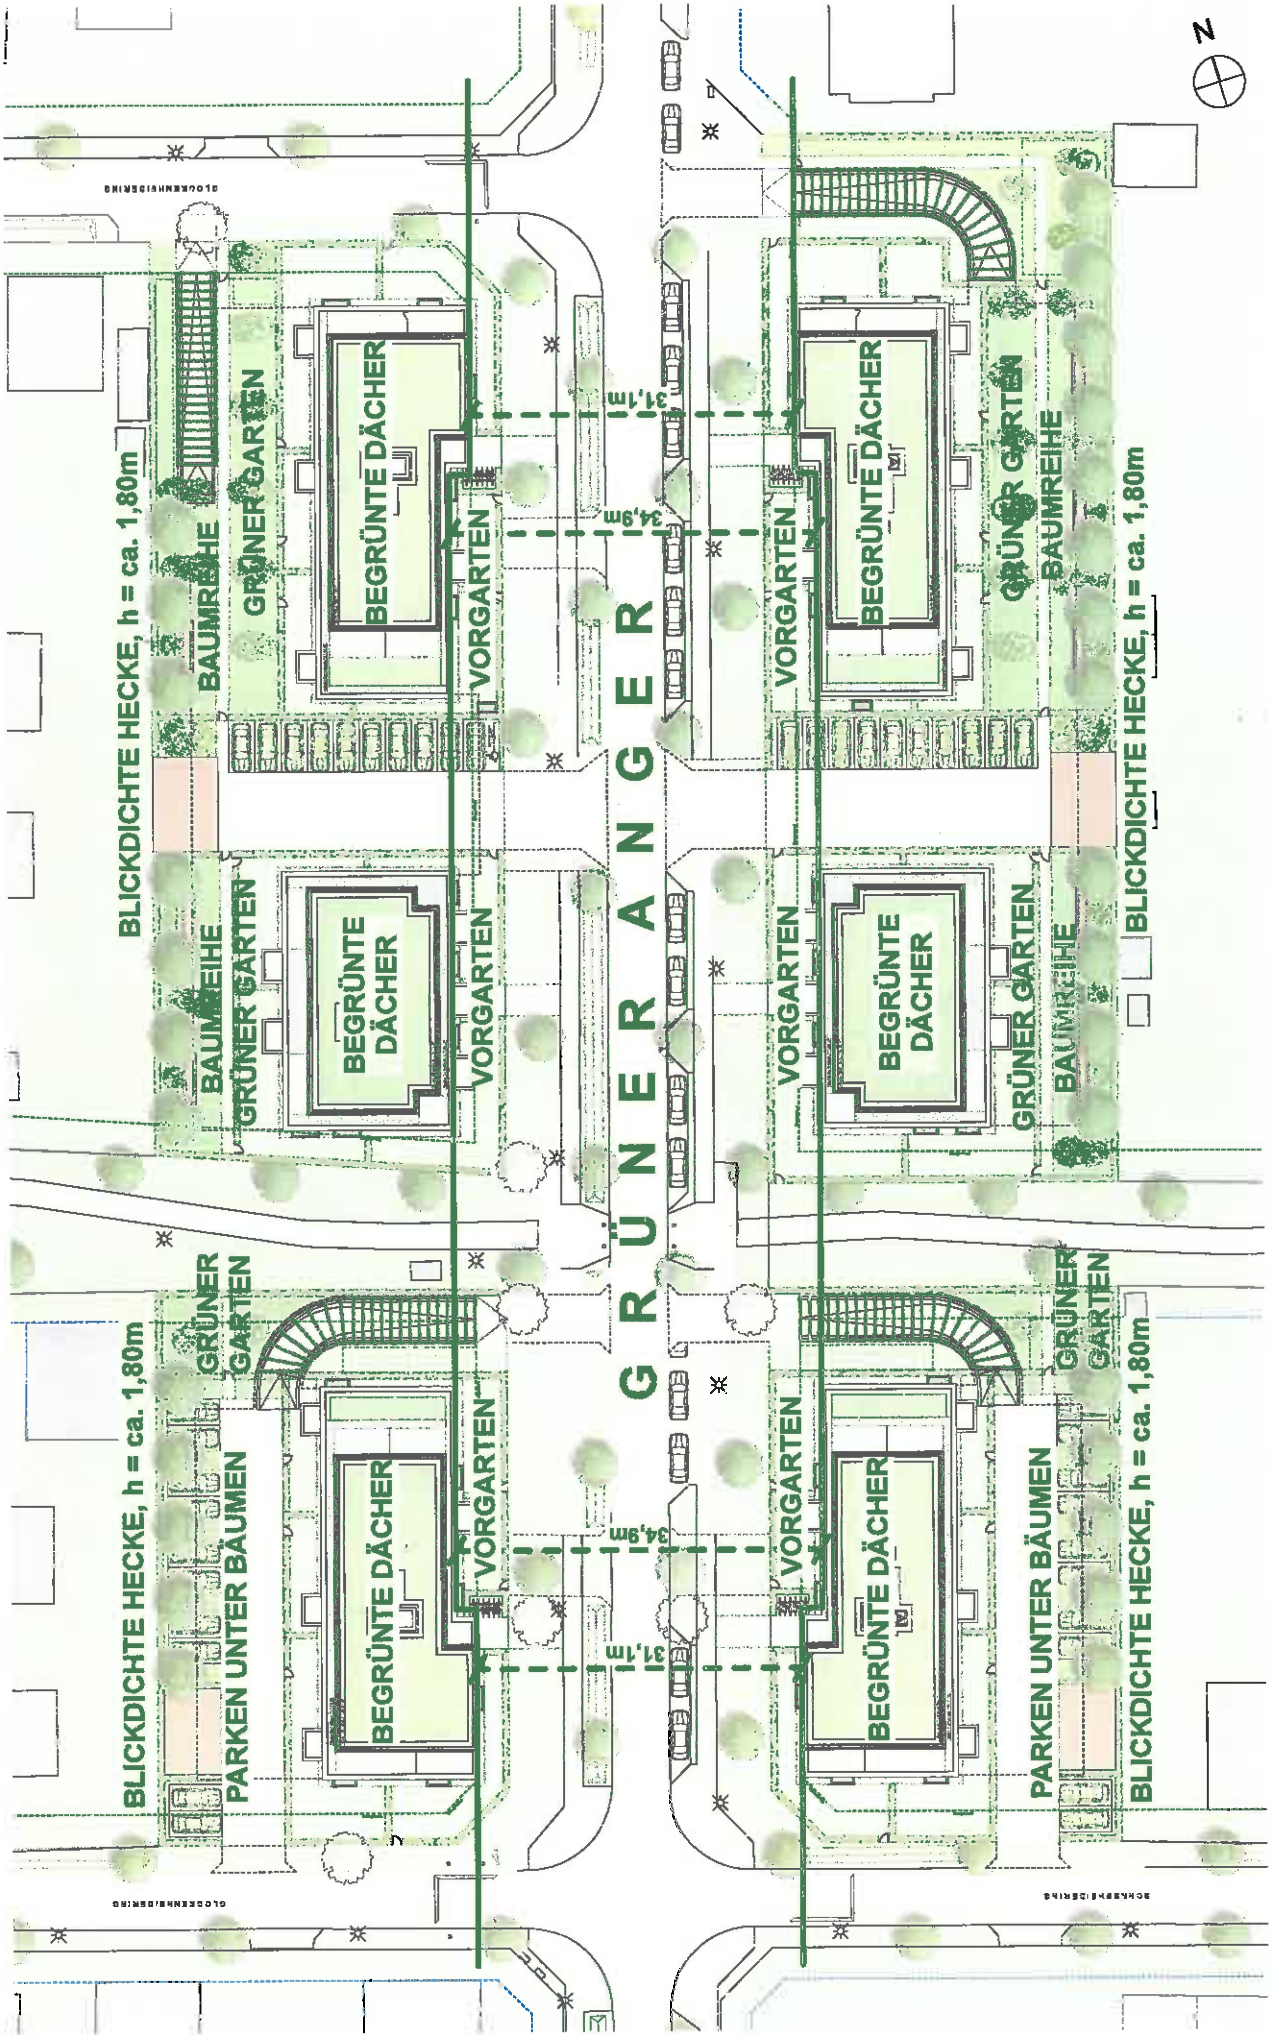 N
GLOCKENHEIDERING
BLICKDICHTE HECKE, h = ca. 1,80m
BAUMREIHE
GRÜNER GARTEN
BEGRÜNTE DÄCHER
VORGARTEN
31,1m
34,9m
VORGARTEN
BEGRÜNTE DÄCHER
GRÜNER GARTEN
BAUMREIHE
BLICKDICHTE HECKE, h = ca. 1,80m
GRÜNER ANGER
BAUMREIHE
GRÜNER GARTEN
BEGRÜNTE
DÄCHER
VORGARTEN
VORGARTEN
BEGRÜNTE
DÄCHER
GRÜNER GARTEN
BAUMREIHE
BLICKDICHTE HECKE, h = ca. 1,80m
GRÜNER
GARTEN
PARKEN UNTER BÄUMEN
BEGRÜNTE DÄCHER
VORGARTEN
34,9m
31,1m
VORGARTEN
BEGRÜNTE DÄCHER
PARKEN UNTER BÄUMEN
GRÜNER
GARTEN
BLICKDICHTE HECKE, h = ca. 1,80m
GLOCKENHEIDERING